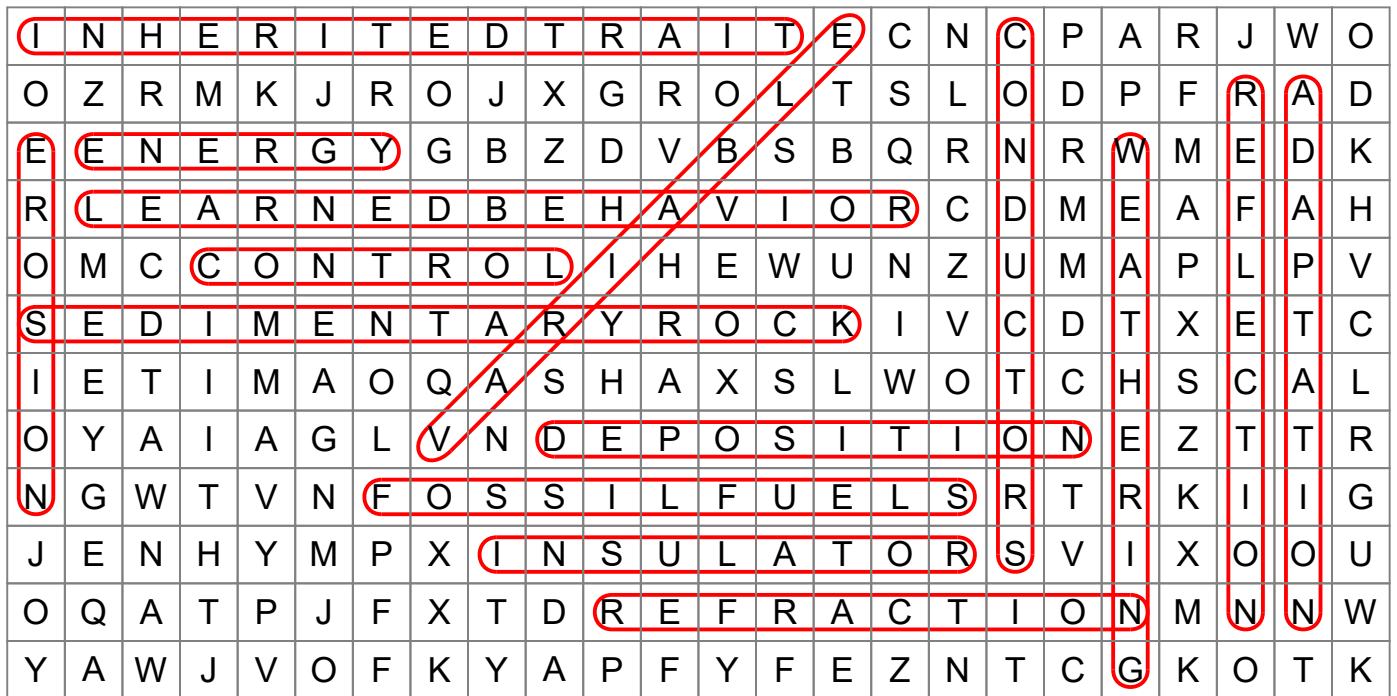 I N H E R I T E D T R A I T E C N C P A R J W O
O Z R M K J R O J X G R O L T S L O D P F R A D
E E N E R G Y G B Z D V B S B Q R N R W M E D K
R L E A R N E D B E H A V I O R C D M E A F A H
O M C C O N T R O L I H E W U N Z U M A P L P V
S E D I M E N T A R Y R O C K I V C D T X E T C
I E T I M A O Q A S H A X S L W O T C H S C A L
O Y A I A G L V N D E P O S I T I O N E Z T T R
N G W T V N F O S S I L F U E L S R T R K I I G
J E N H Y M P X I N S U L A T O R S V I X O O U
O Q A T P J F X T D R E F R A C T I O N M N N W
Y A W J V O F K Y A P F Y F E Z N T C G K O T K